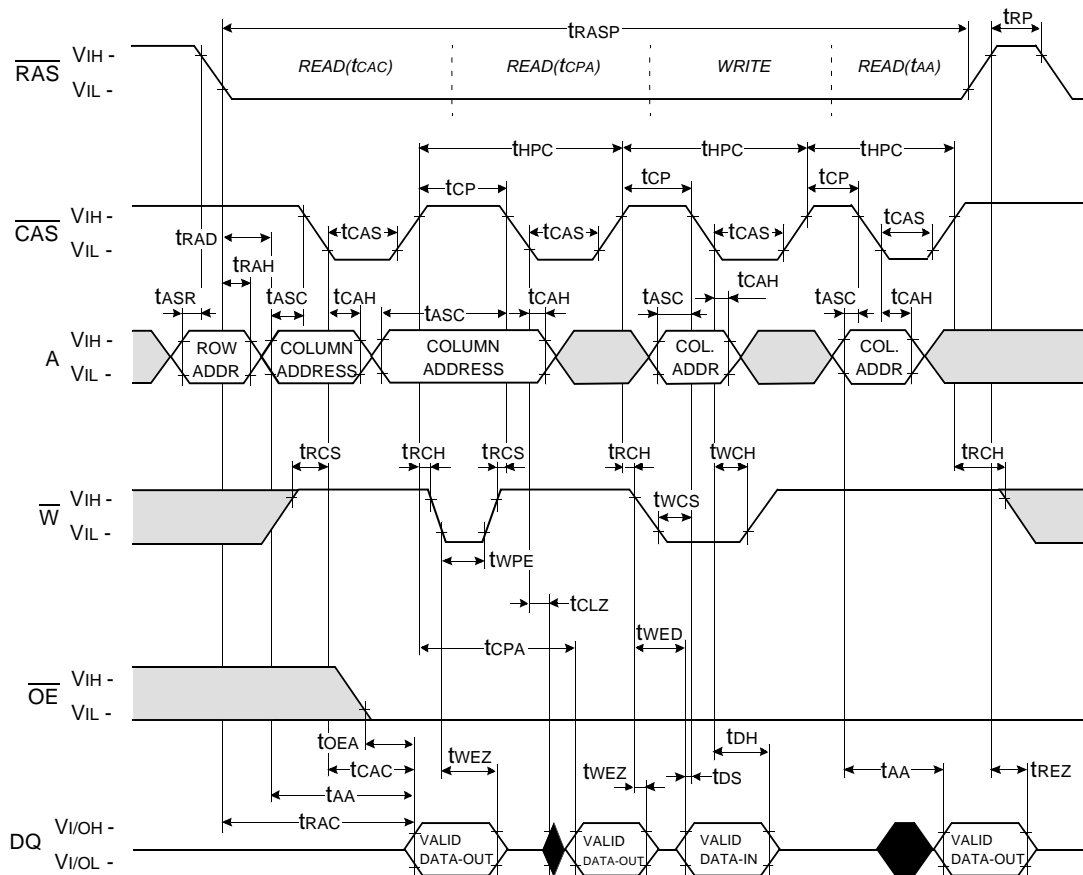 tRASP
tRP
RAS
VIH -
VIL -
READ(tCAC)
READ(tCPA)
WRITE
READ(tAA)
tHPC
tHPC
tHPC
tCP
tCP
tCP
CAS
VIH -
VIL -
tCAS
tCAS
tCAS
tCAS
tRAD
tRAH
tASR
tASC
tCAH
tASC
tCAH
tASC
tCAH
tASC
tCAH
A
VIH -
VIL -
ROW
ADDR
COLUMN
ADDRESS
COLUMN
ADDRESS
COL.
ADDR
COL.
ADDR
tRCS
tRCH
tRCS
tRCH
tWCH
tRCH
W
VIH -
VIL -
tWCS
tWPE
tCLZ
tWED
tCPA
OE
VIH -
VIL -
tOEA
tCAC
tAA
tRAC
tWEZ
tWEZ
tDH
tDS
tAA
tREZ
DQ
VI/OH -
VI/OL -
VALID
DATA-OUT
VALID
DATA-OUT
VALID
DATA-IN
VALID
DATA-OUT